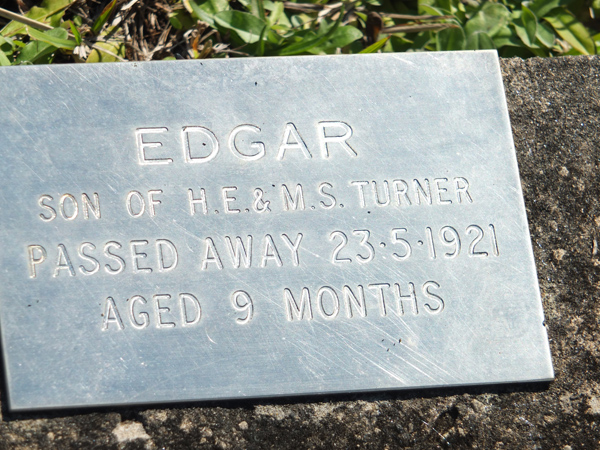 EDGAR
SON OF H.E. & M.S. TURNER
PASSED AWAY 23·5·1921
AGED 9 MONTHS